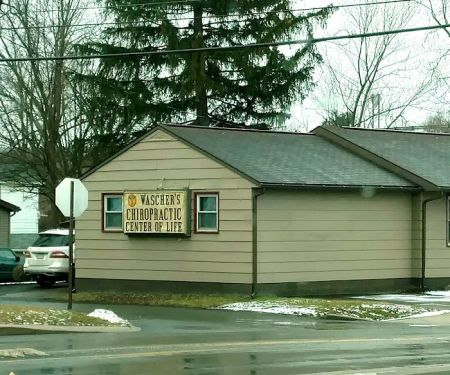 WASCHER'S
CHIROPRACTIC
CENTER OF LIFE